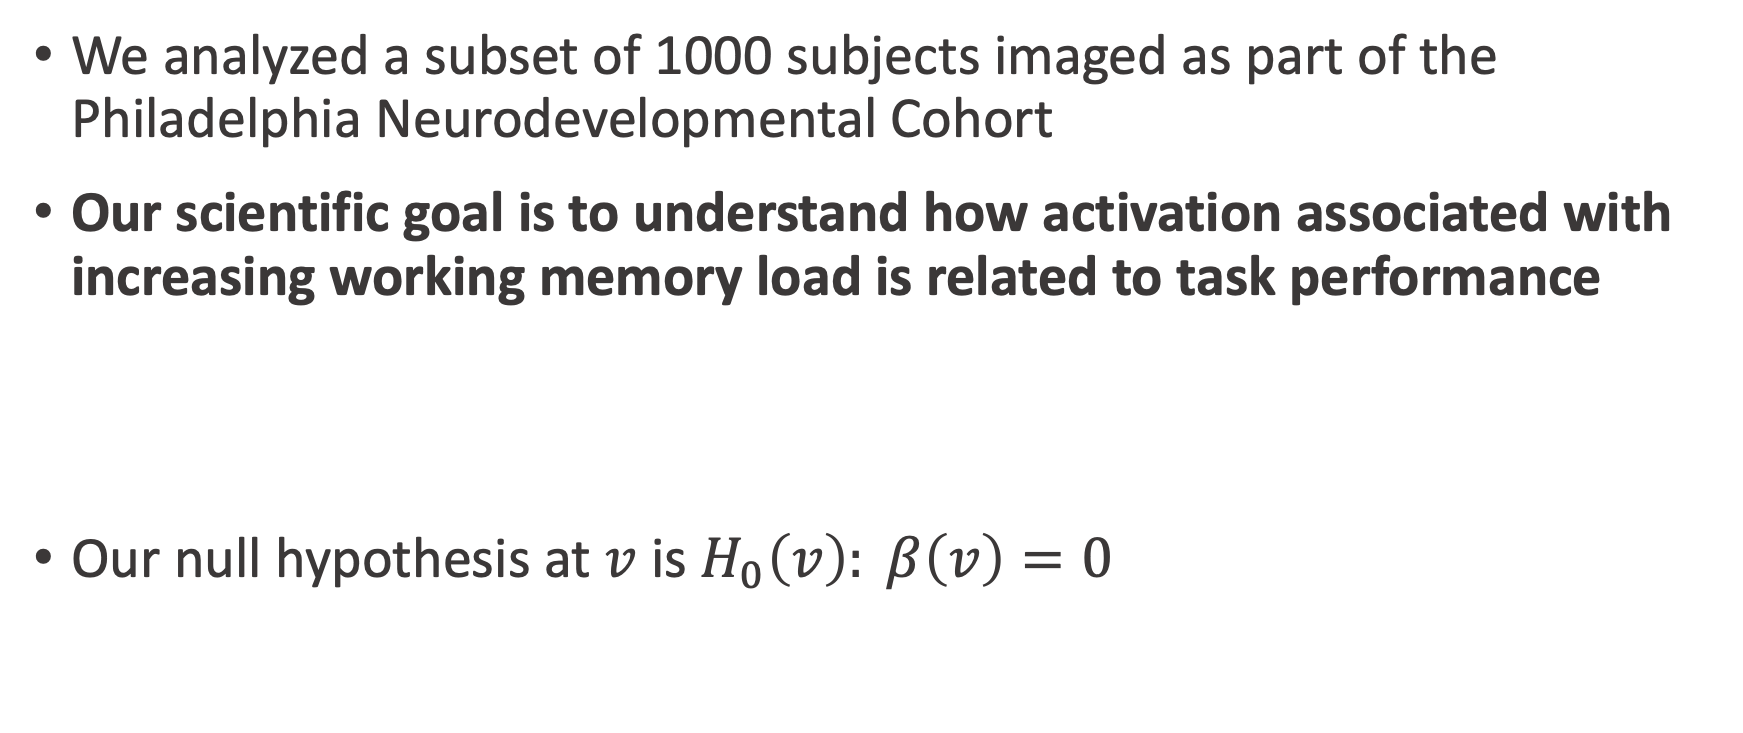 • We analyzed a subset of 1000 subjects imaged as part of the
Philadelphia Neurodevelopmental Cohort
• Our scientific goal is to understand how activation associated with
increasing working memory load is related to task performance
• Our null hypothesis at 𝑣 is 𝐻₀(𝑣): 𝛽(𝑣) = 0